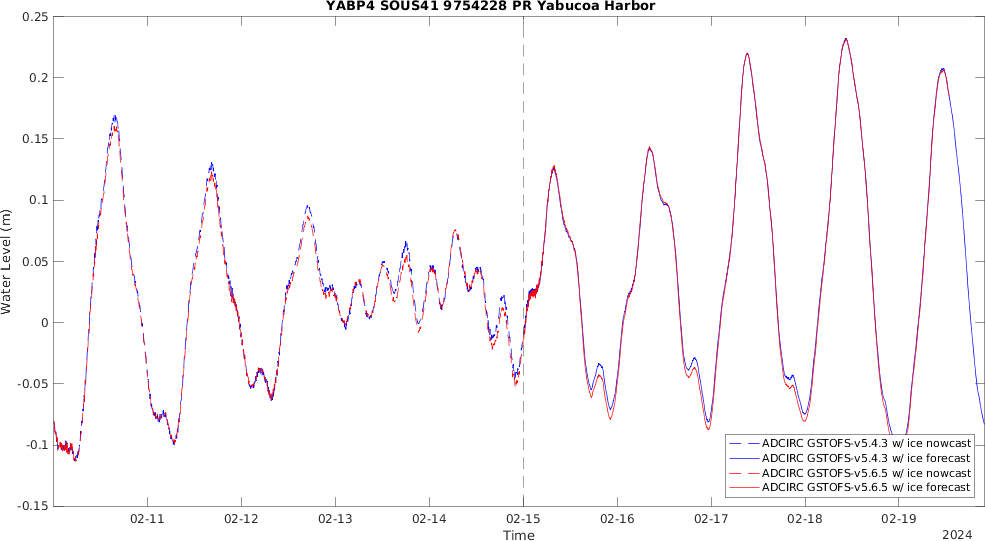 YABP4 SOUS41 9754228 PR Yabucoa Harbor
0.25
0.2
0.15
0.1
0.05
0
-0.05
-0.1
-0.15
Water Level (m)
ADCIRC GSTOFS-v5.4.3 w/ ice nowcast
ADCIRC GSTOFS-v5.4.3 w/ ice forecast
ADCIRC GSTOFS-v5.6.5 w/ ice nowcast
ADCIRC GSTOFS-v5.6.5 w/ ice forecast
02-11 02-12 02-13 02-14 02-15 02-16 02-17 02-18 02-19
Time
2024